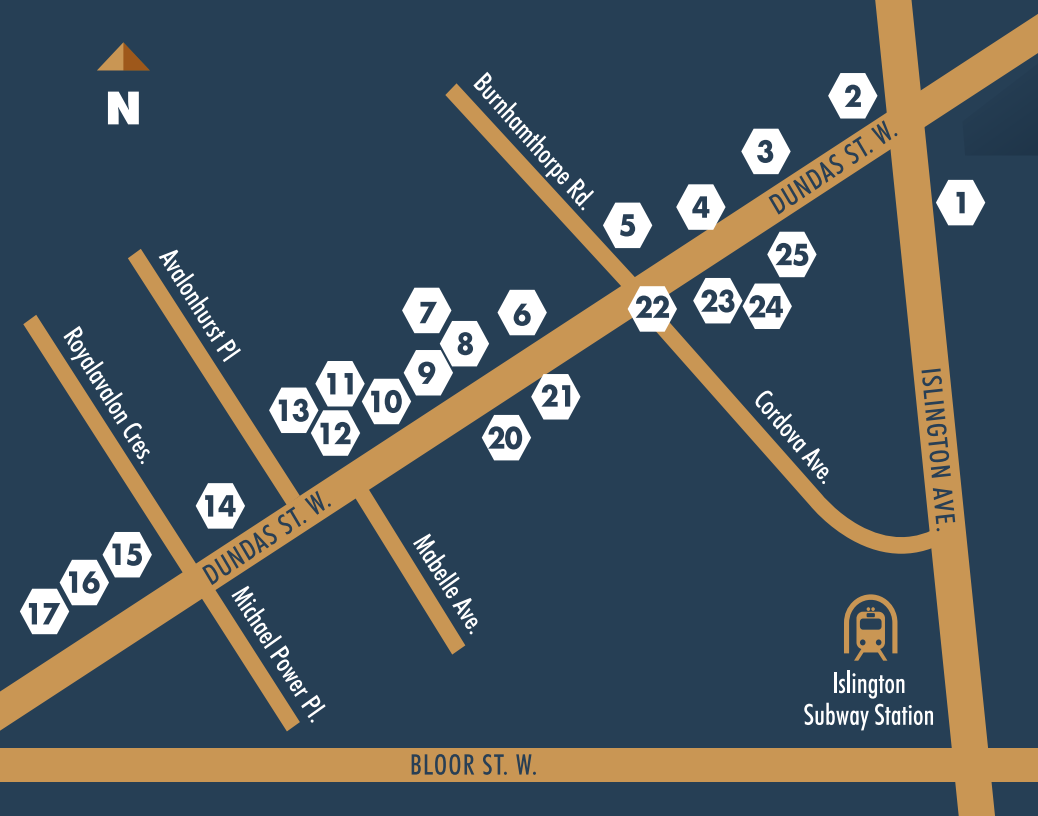 N
Burnhamthorpe Rd.
2
3
DUNDAS ST. W.
1
4
5
25
Avalonhurst Pl
7
6
22
23
24
8
Royalavalon Cres.
9
11
10
13
12
21
20
Cordova Ave.
ISLINGTON AVE.
14
DUNDAS ST. W.
15
16
17
Mabelle Ave.
Michael Power Pl.
Islington
Subway Station
BLOOR ST. W.